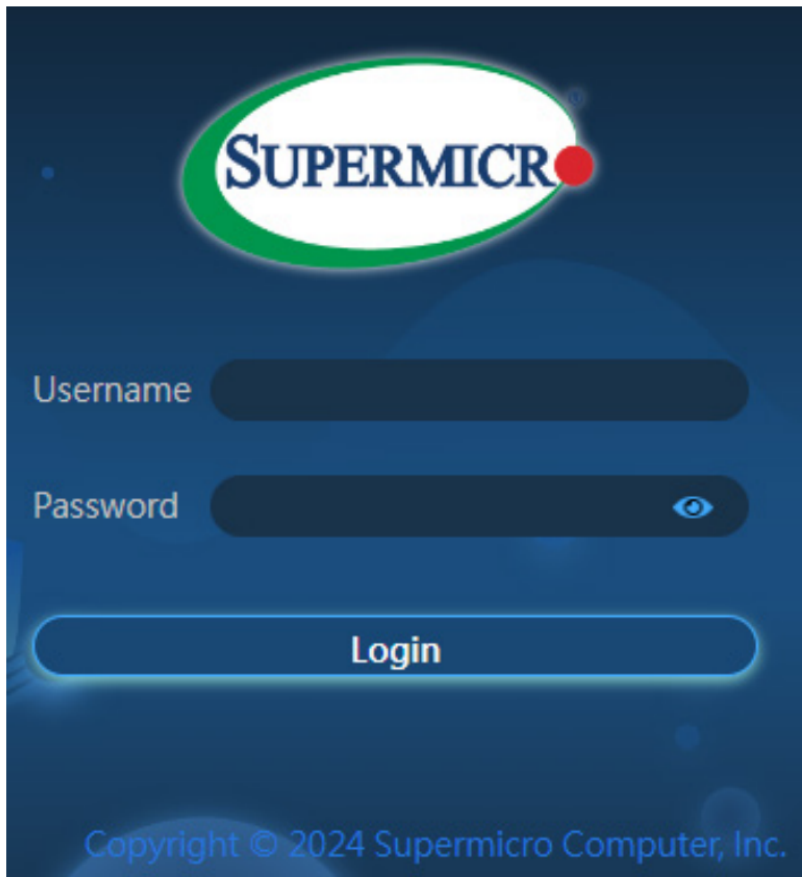 SUPERMICR
Username
Password
Login
Copyright © 2024 Supermicro Computer, Inc.